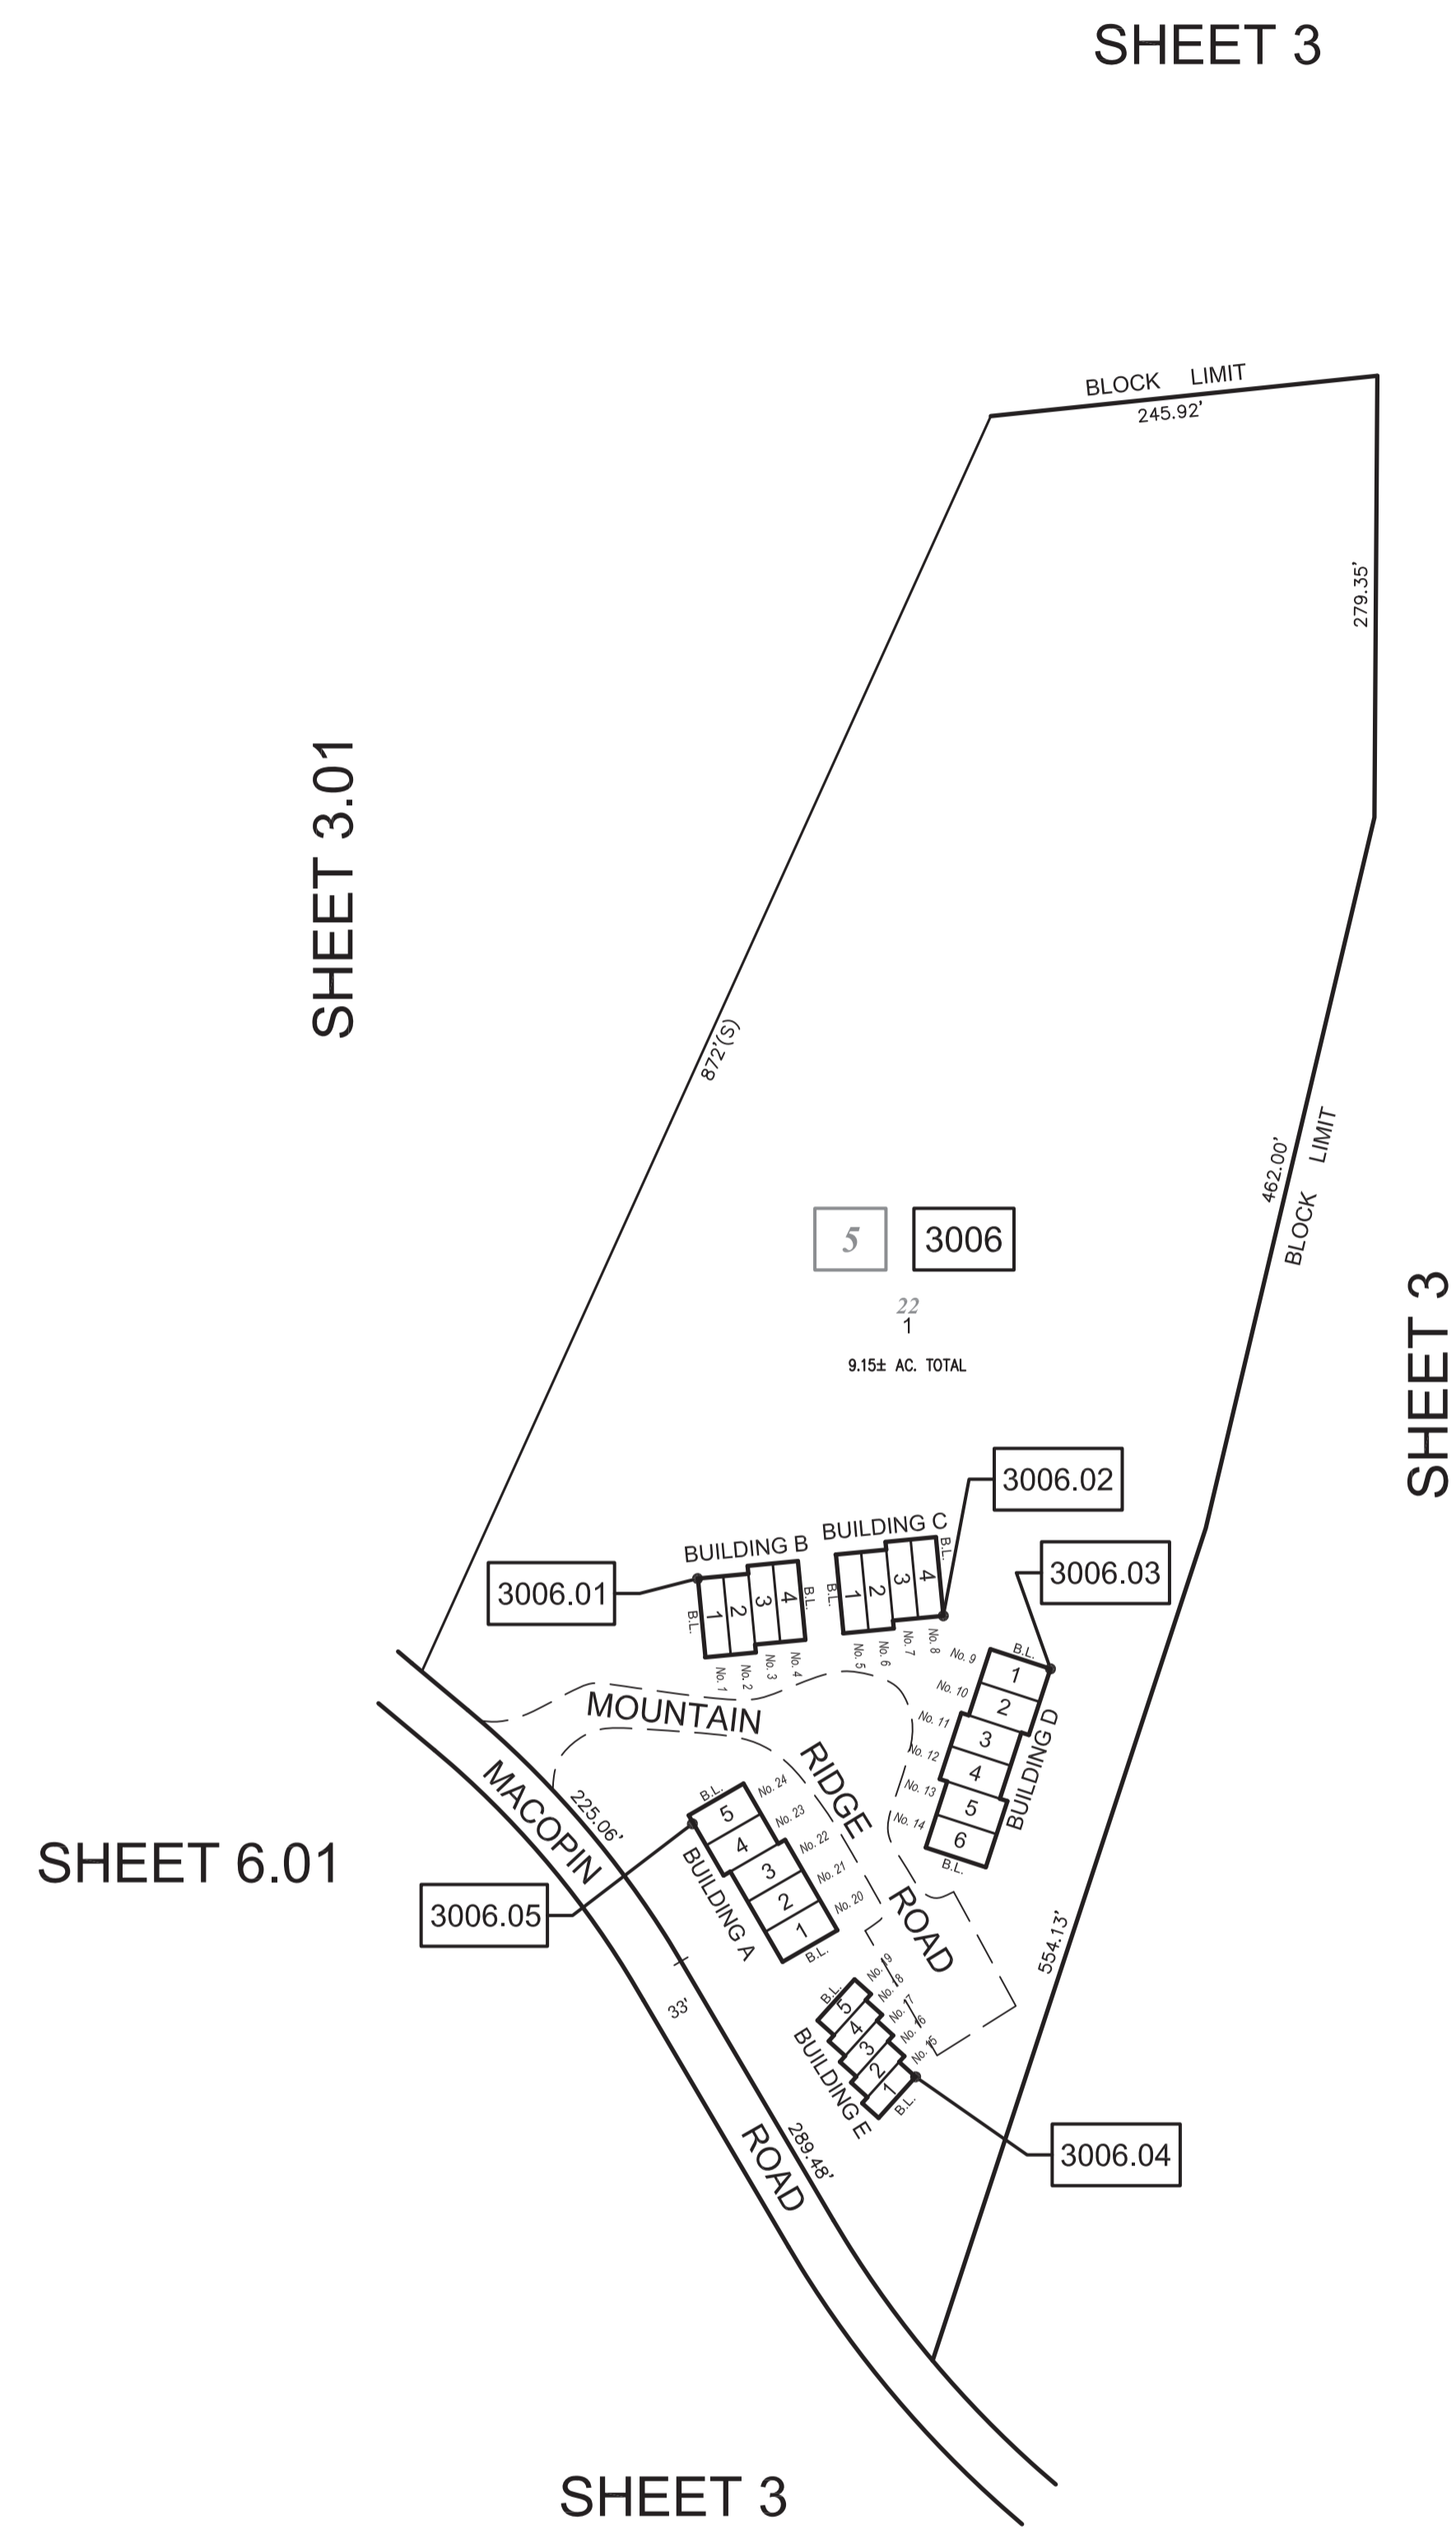 SHEET 3
BLOCK LIMIT
245.92'
279.35'
SHEET 3.01
872'(S)
462.00'
BLOCK LIMIT
5
3006
22
1
9.15± AC. TOTAL
SHEET 3
3006.02
BUILDING B
BUILDING C
3006.01
3006.03
B.L.
1
2
3
4
B.L.
B.L.
1
2
3
4
B.L.
No. 1
No. 2
No. 3
No. 4
No. 5
No. 6
No. 7
No. 8
No. 9
No. 10
No. 11
No. 12
No. 13
No. 14
B.L.
1
2
3
4
5
6
B.L.
BUILDING D
MOUNTAIN
RIDGE
ROAD
MACOPIN
225.06'
SHEET 6.01
3006.05
B.L.
5
4
3
2
1
B.L.
BUILDING A
No. 24
No. 23
No. 22
No. 21
No. 20
554.13'
33'
B.L.
5
4
3
2
1
B.L.
BUILDING E
No. 19
No. 18
No. 17
No. 16
No. 15
3006.04
289.48'
ROAD
SHEET 3